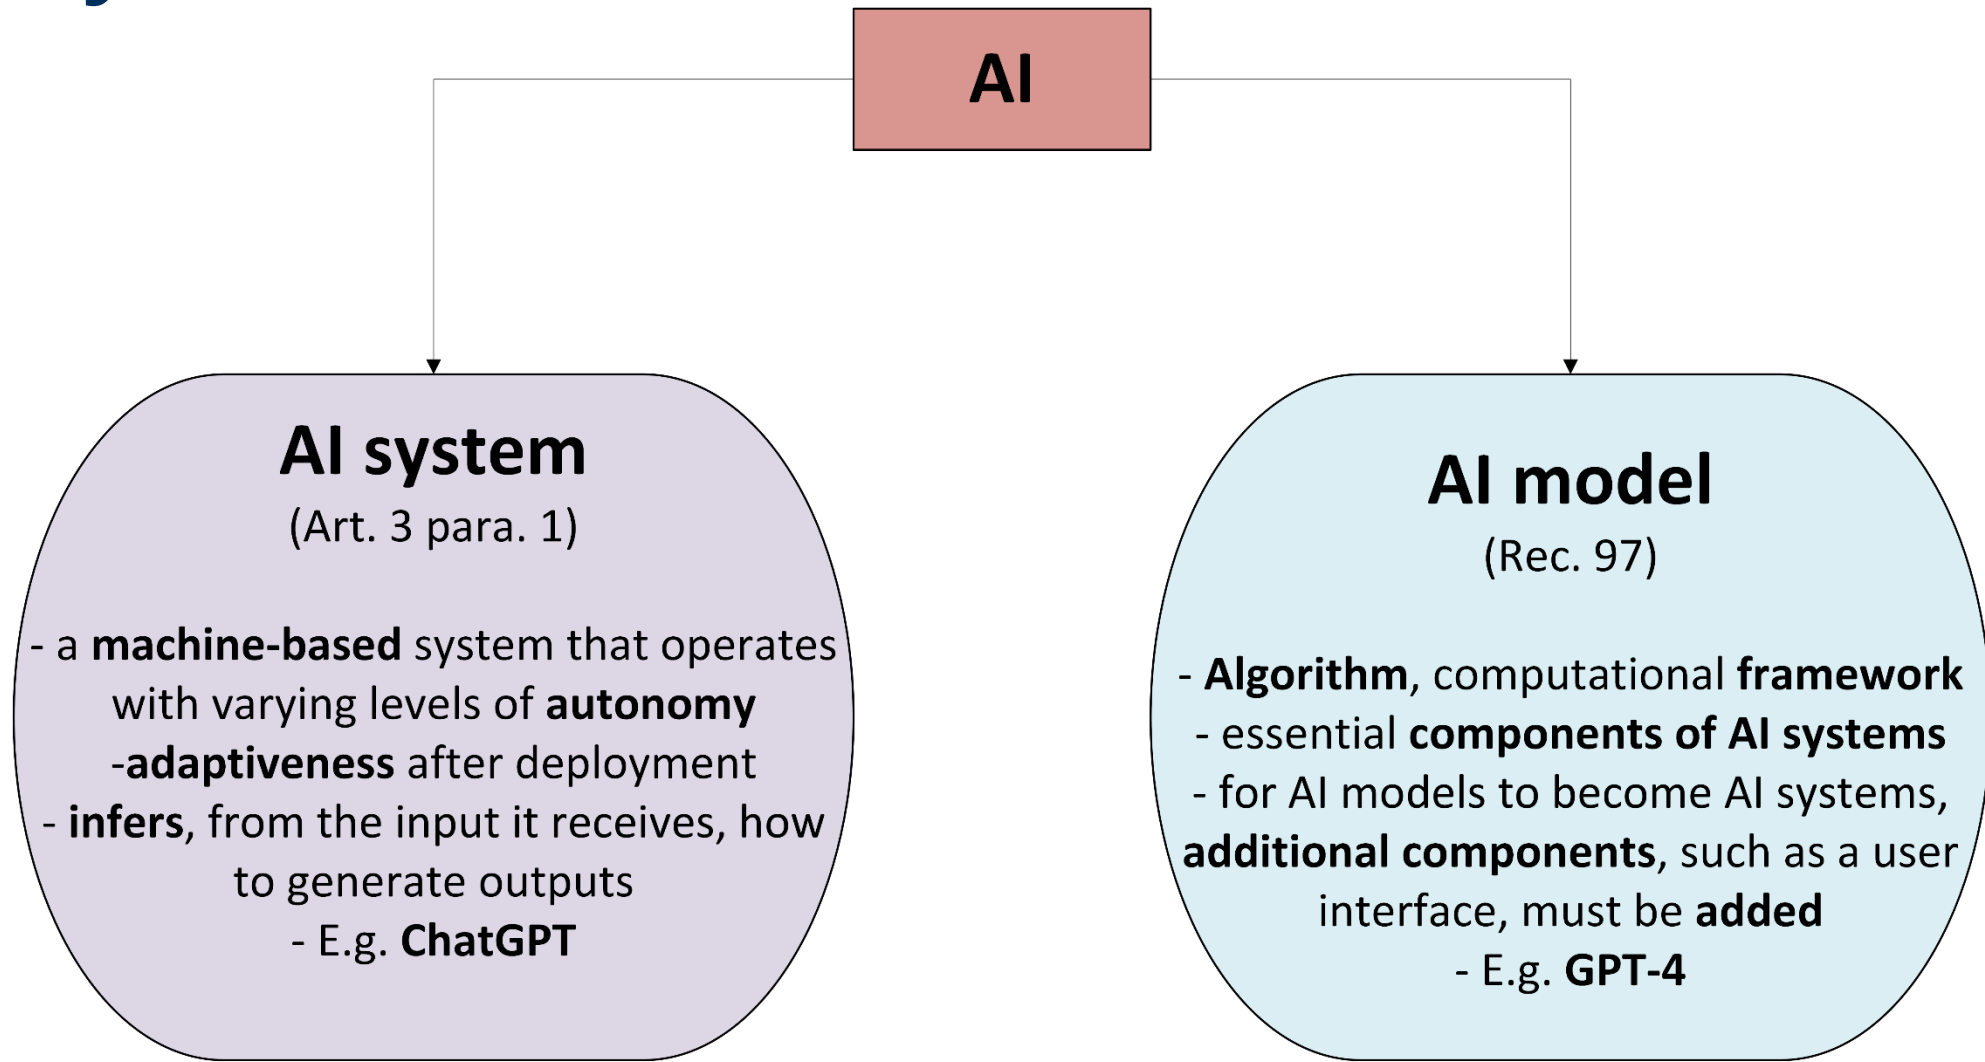 AI
AI system
(Art. 3 para. 1)
- a machine-based system that operates
with varying levels of autonomy
-adaptiveness after deployment
- infers, from the input it receives, how
to generate outputs
- E.g. ChatGPT
AI model
(Rec. 97)
- Algorithm, computational framework
- essential components of AI systems
- for AI models to become AI systems,
additional components, such as a user
interface, must be added
- E.g. GPT-4